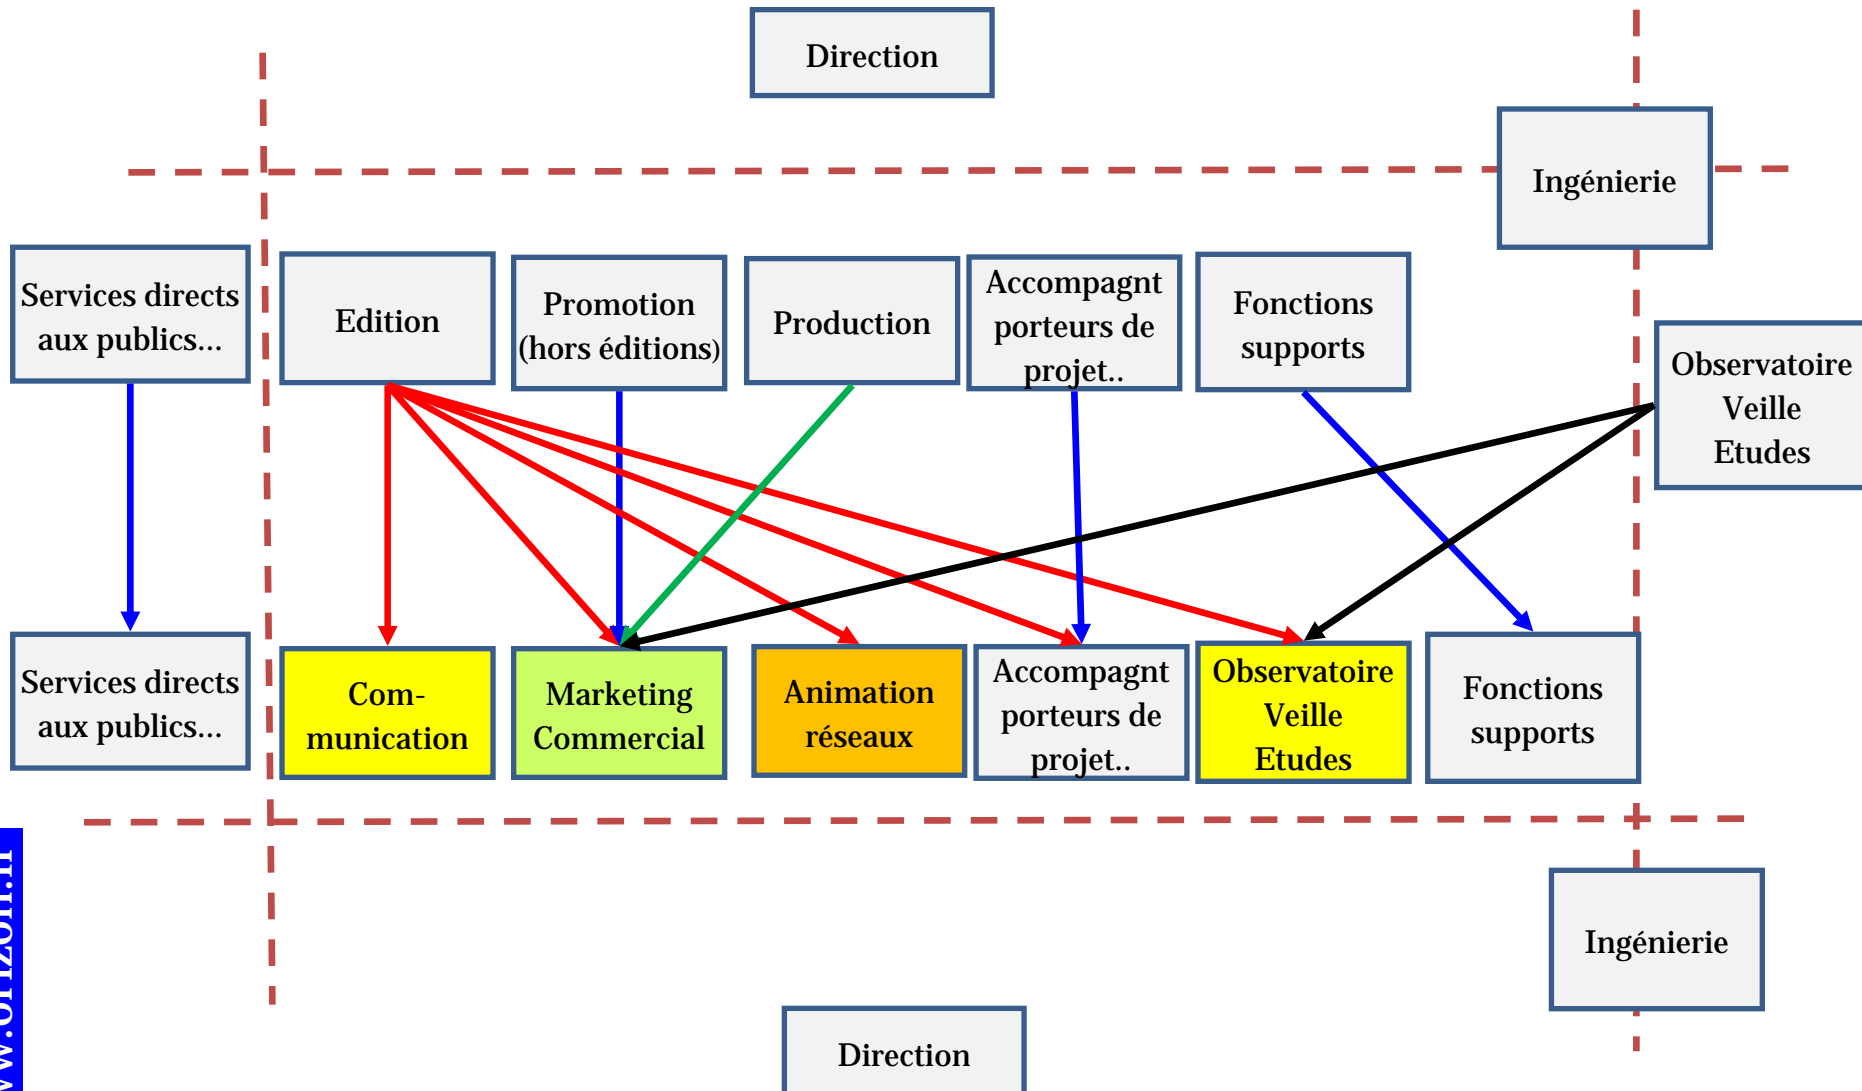 Direction
Ingénierie
Services directs
aux publics...
Edition
Promotion
(hors éditions)
Production
Accompagnt
porteurs de
projet..
Fonctions
supports
Observatoire
Veille
Etudes
Services directs
aux publics...
Com-
munication
Marketing
Commercial
Animation
réseaux
Accompagnt
porteurs de
projet..
Observatoire
Veille
Etudes
Fonctions
supports
Ingénierie
Direction